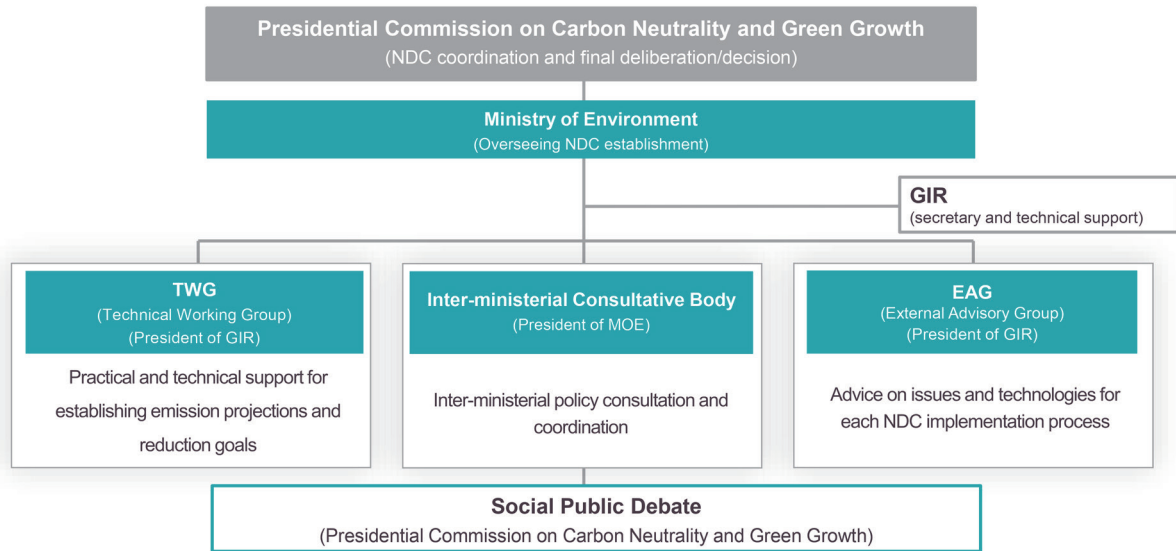 Presidential Commission on Carbon Neutrality and Green Growth
(NDC coordination and final deliberation/decision)
Ministry of Environment
(Overseeing NDC establishment)
GIR
(secretary and technical support)
TWG
(Technical Working Group)
(President of GIR)
Practical and technical support for
establishing emission projections and
reduction goals
Inter-ministerial Consultative Body
(President of MOE)
Inter-ministerial policy consultation and
coordination
EAG
(External Advisory Group)
(President of GIR)
Advice on issues and technologies for
each NDC implementation process
Social Public Debate
(Presidential Commission on Carbon Neutrality and Green Growth)